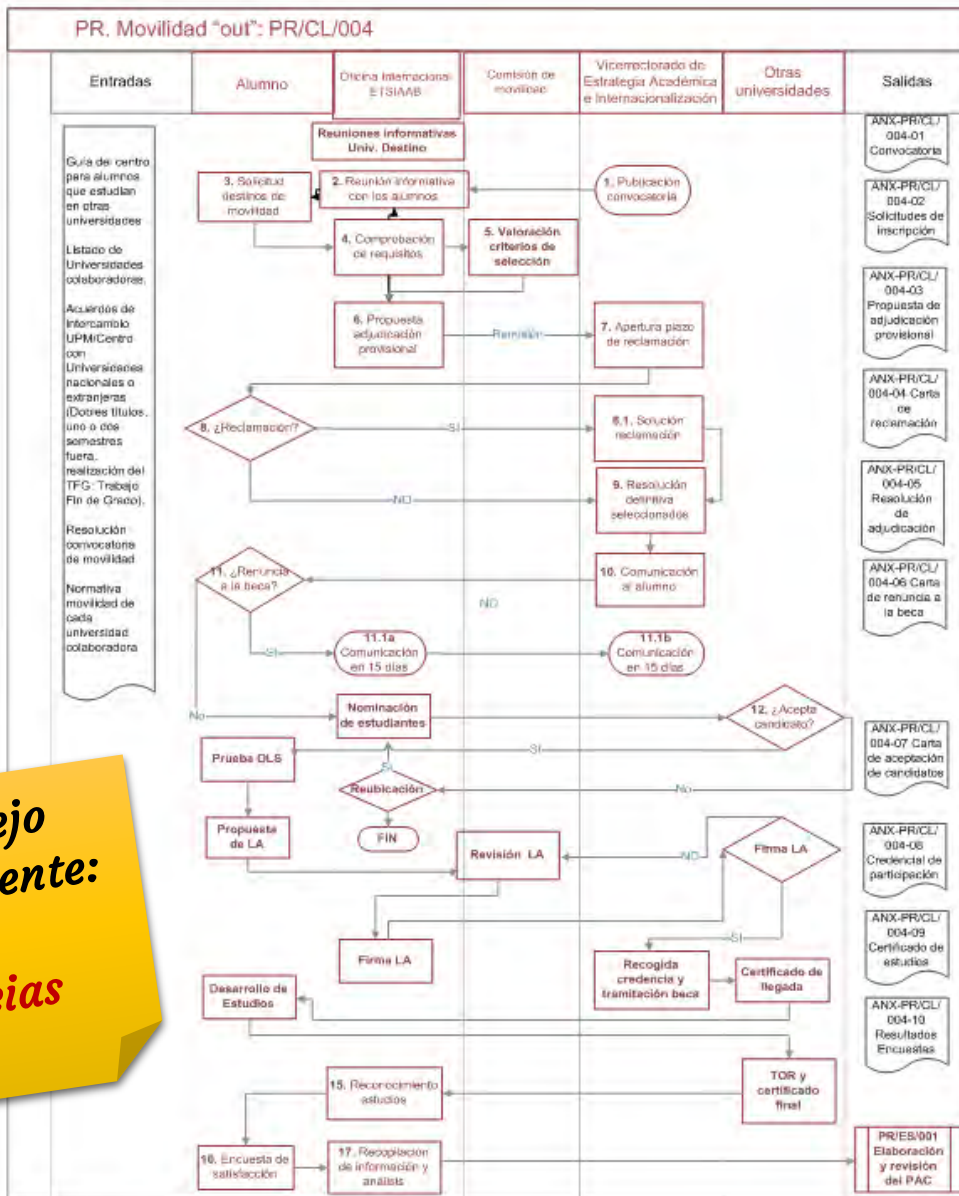 PR. Movilidad "out": PR/CL/004
Entradas
Alumno
Oficina Internacional
ETSIAAB
Comisión de
movilidad
Vicerrectorado de
Estrategia Académica
e Internacionalización
Otras
universidades
Salidas
Guía del centro
para alumnos
que estudian
en otras
universidades
Listado de
Universidades
colaboradoras.
Acuerdos de
intercambio
UPM/Centro
con
Universidades
nacionales o
extranjeras
(Dobles títulos,
uno o dos
semestres
fuera,
realización del
TFG: Trabajo
Fin de Grado).
Resolución
convocatoria
de movilidad
Normativa
movilidad de
cada
universidad
colaboradora
Reuniones informativas
Univ. Destino
1. Publicación
convocatoria
2. Reunión informativa
con los alumnos
3. Solicitud
destinos de
movilidad
4. Comprobación
de requisitos
5. Valoración
criterios de
selección
6. Propuesta
adjudicación
provisional
Remisión
7. Apertura plazo
de reclamación
8. ¿Reclamación?
SI
8.1. Solución
reclamación
NO
9. Resolución
definitiva
seleccionados
10. Comunicación
al alumno
11. ¿Renuncia
a la beca?
NO
SI
11.1a
Comunicación
en 15 días
11.1b
Comunicación
en 15 días
No
Nominación
de estudiantes
12. ¿Acepta
candidato?
SI
No
Prueba OLS
Si
Reubicación
FIN
Propuesta
de LA
Revisión LA
NO
Firma LA
SI
Firma LA
Recogida
credencia y
tramitación beca
Certificado de
llegada
Desarrollo de
Estudios
TOR y
certificado
final
15. Reconocimiento
estudios
16. Encuesta de
satisfacción
17. Recopilación
de información y
análisis
ANX-PR/CL/
004-01
Convocatoria
ANX-PR/CL/
004-02
Solicitudes de
inscripción
ANX-PR/CL/
004-03
Propuesta de
adjudicación
provisional
ANX-PR/CL/
004-04 Carta
de
reclamación
ANX-PR/CL/
004-05
Resolución
de
adjudicación
ANX-PR/CL/
004-06 Carta
de renuncia a
la beca
ANX-PR/CL/
004-07 Carta
de aceptación
de candidatos
ANX-PR/CL/
004-08
Credencial de
participación
ANX-PR/CL/
004-09
Certificado de
estudios
ANX-PR/CL/
004-10
Resultados
Encuestas
PR/ES/001
Elaboración
y revisión
del PAC
ejo
ente:
cias